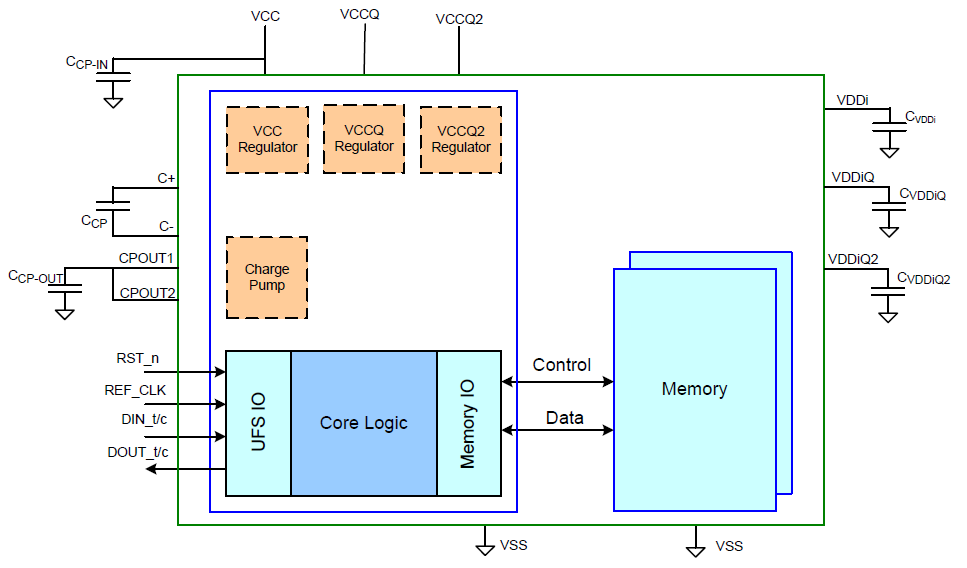 VCC
VCCQ
VCCQ2
CCP-IN
VDDi
CVDDi
VCC
Regulator
VCCQ
Regulator
VCCQ2
Regulator
C+
CCP
C-
VDDiQ
CVDDiQ
CPOUT1
CCP-OUT
CPOUT2
Charge
Pump
VDDiQ2
CVDDiQ2
RST_n
REF_CLK
DIN_t/c
DOUT_t/c
UFS IO
Core Logic
Memory IO
Control
Data
Memory
VSS
VSS